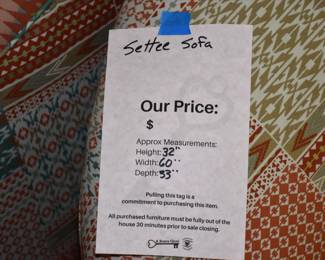 Settee Sofa
Our Price:
$
Approx Measurements:
Height: 32"
Width: 60"
Depth: 33"
Pulling this tag is a
commitment to purchasing this item.
All purchased furniture must be fully out of the
house 30 minutes prior to sale closing.